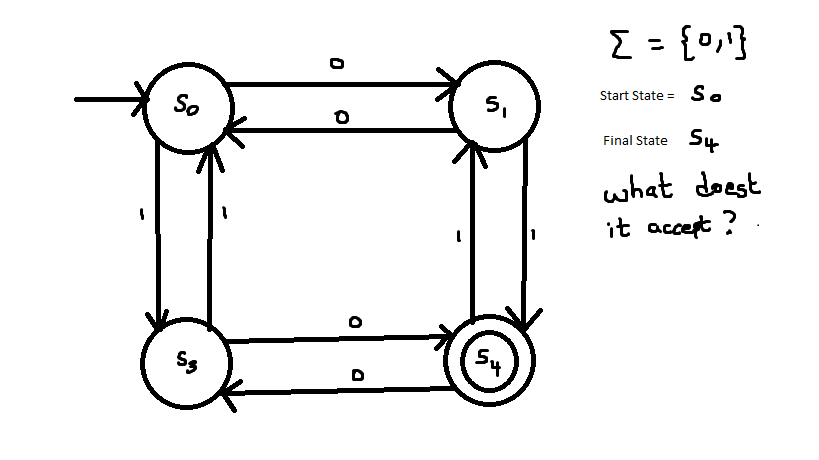 Σ = {0,1}
Start State = S0
Final State S4
what doest
it accept?
0
0
S0
S1
1
1
1
1
0
0
S3
S4